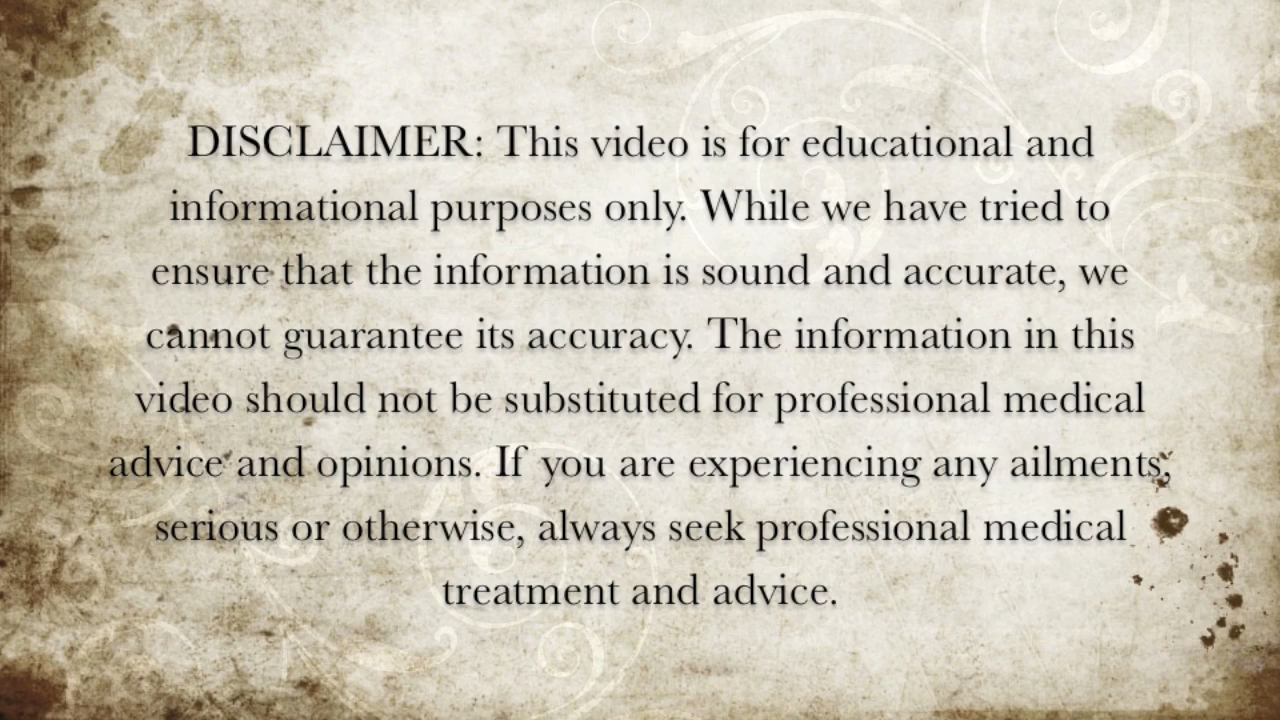 DISCLAIMER: This video is for educational and
informational purposes only. While we have tried to
ensure that the information is sound and accurate, we
cannot guarantee its accuracy. The information in this
video should not be substituted for professional medical
advice and opinions. If you are experiencing any ailments,
serious or otherwise, always seek professional medical
treatment and advice.